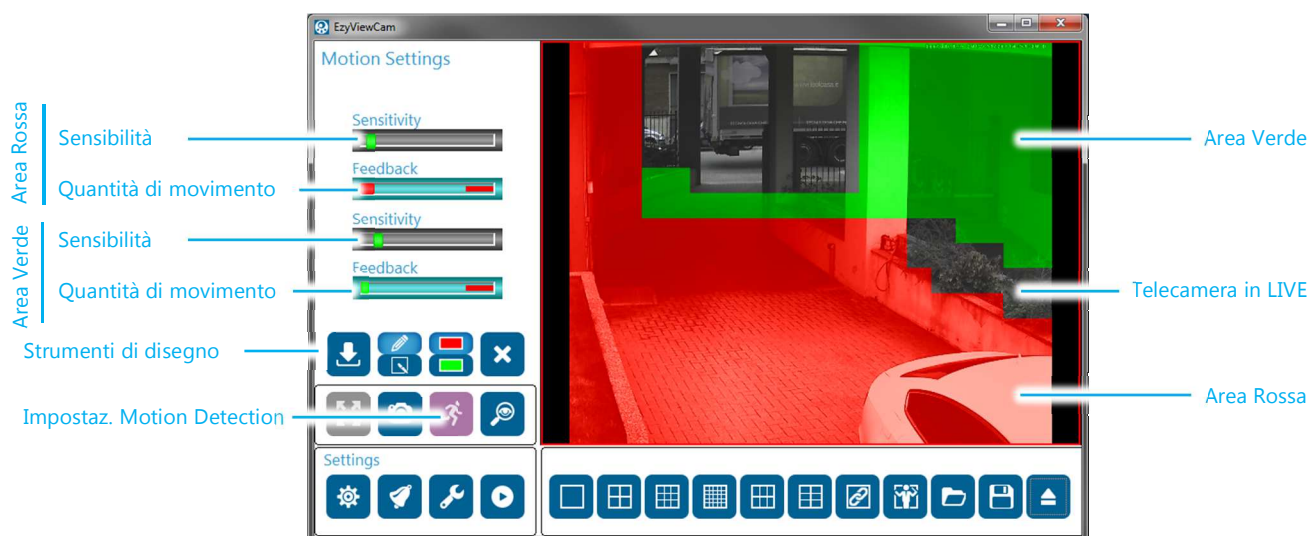 EzyViewCam
Motion Settings
Area Rossa
Sensitivity
Sensibilità
Feedback
Quantità di movimento
Area Verde
Sensitivity
Sensibilità
Feedback
Quantità di movimento
Strumenti di disegno
Impostaz. Motion Detection
Settings
Area Verde
Telecamera in LIVE
Area Rossa